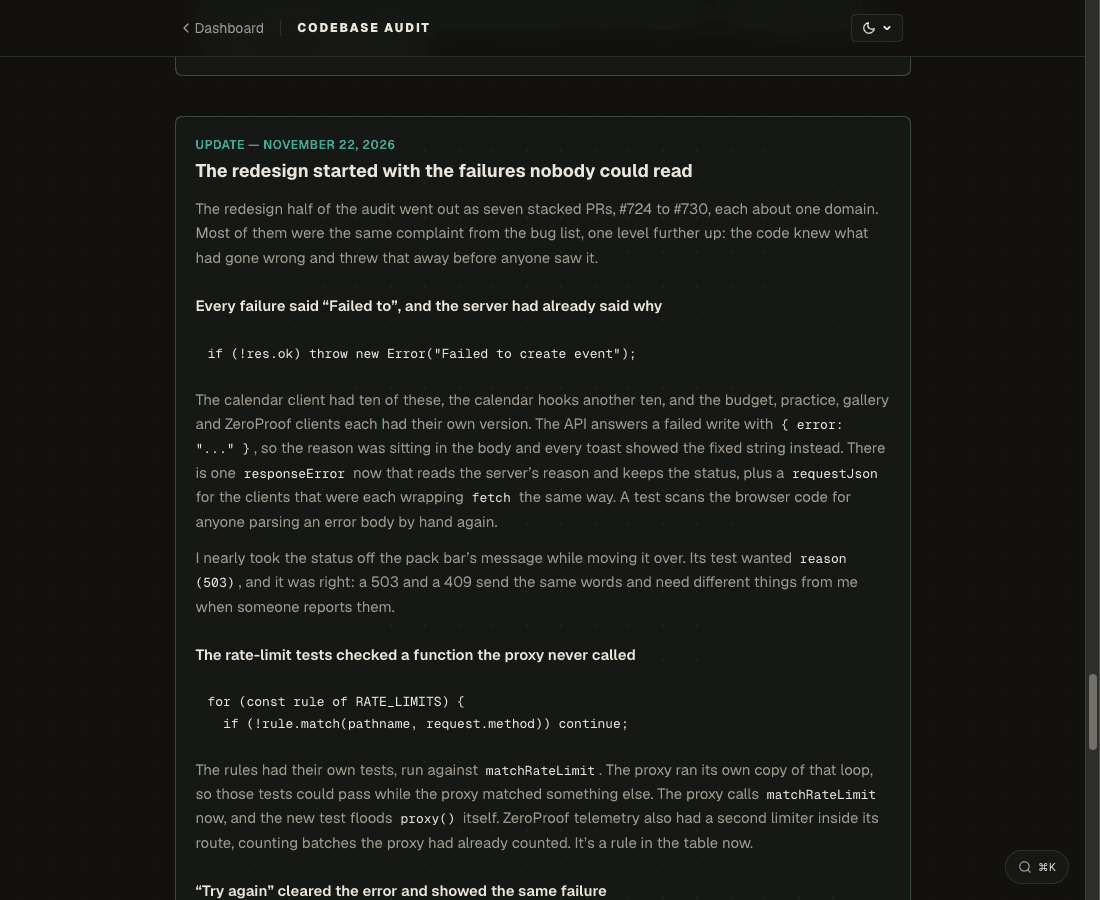 Dashboard
CODEBASE AUDIT
UPDATE — NOVEMBER 22, 2026
The redesign started with the failures nobody could read
The redesign half of the audit went out as seven stacked PRs, #724 to #730, each about one domain.
Most of them were the same complaint from the bug list, one level further up: the code knew what
had gone wrong and threw that away before anyone saw it.
Every failure said “Failed to”, and the server had already said why
if (!res.ok) throw new Error("Failed to create event");
The calendar client had ten of these, the calendar hooks another ten, and the budget, practice, gallery
and ZeroProof clients each had their own version. The API answers a failed write with { error:
"..." }, so the reason was sitting in the body and every toast showed the fixed string instead. There
is one responseError now that reads the server’s reason and keeps the status, plus a requestJson
for the clients that were each wrapping fetch the same way. A test scans the browser code for
anyone parsing an error body by hand again.
I nearly took the status off the pack bar’s message while moving it over. Its test wanted reason
(503), and it was right: a 503 and a 409 send the same words and need different things from me
when someone reports them.
The rate-limit tests checked a function the proxy never called
for (const rule of RATE_LIMITS) {
  if (!rule.match(pathname, request.method)) continue;
The rules had their own tests, run against matchRateLimit. The proxy ran its own copy of that loop,
so those tests could pass while the proxy matched something else. The proxy calls matchRateLimit
now, and the new test floods proxy() itself. ZeroProof telemetry also had a second limiter inside its
route, counting batches the proxy had already counted. It’s a rule in the table now.
“Try again” cleared the error and showed the same failure
⌘K